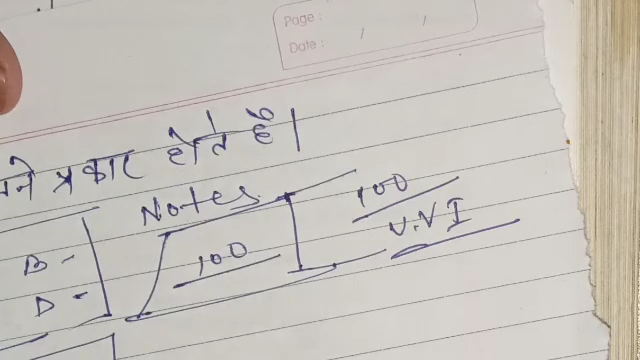 Page :
Date : / /
ने प्रकार होते हैं।
Notes
100
V.V.I
B -
100
D -